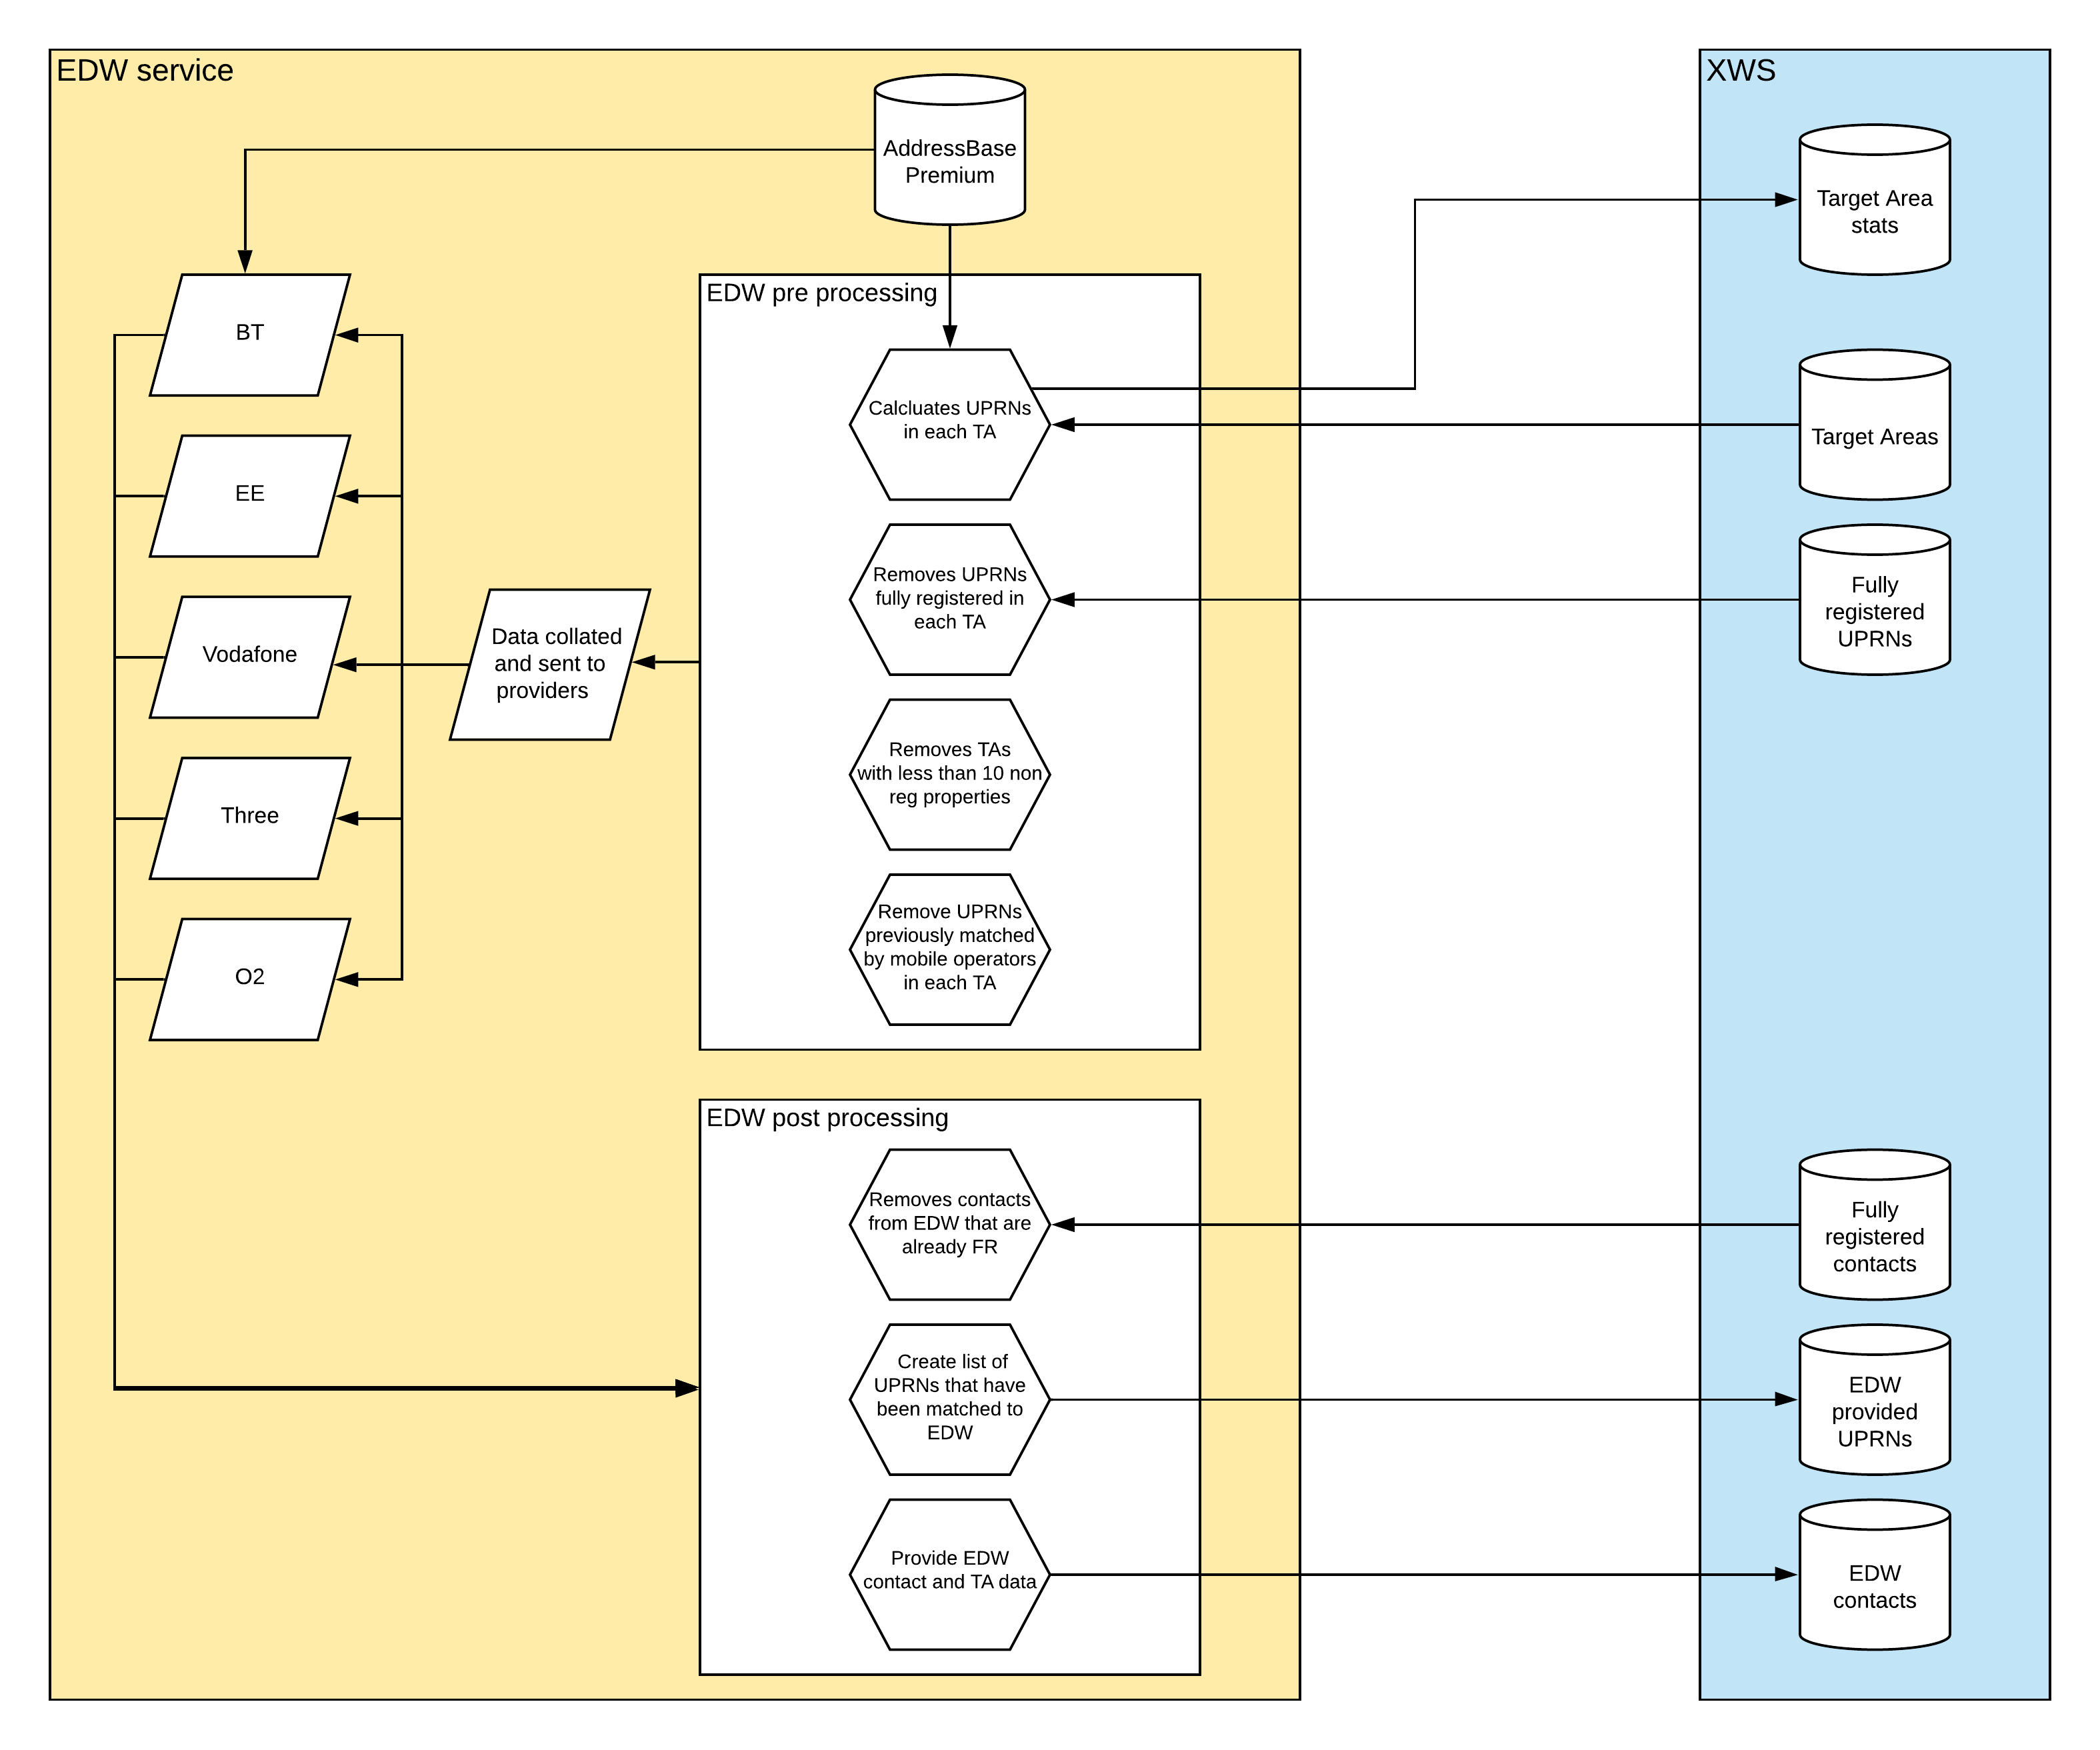 EDW service
AddressBase
Premium
BT
EE
Vodafone
Three
O2
Data collated
and sent to
providers
EDW pre processing
Calcluates UPRNs
in each TA
Removes UPRNs
fully registered in
each TA
Removes TAs
with less than 10 non
reg properties
Remove UPRNs
previously matched
by mobile operators
in each TA
EDW post processing
Removes contacts
from EDW that are
already FR
Create list of
UPRNs that have
been matched to
EDW
Provide EDW
contact and TA data
XWS
Target Area
stats
Target Areas
Fully
registered
UPRNs
Fully
registered
contacts
EDW
provided
UPRNs
EDW
contacts